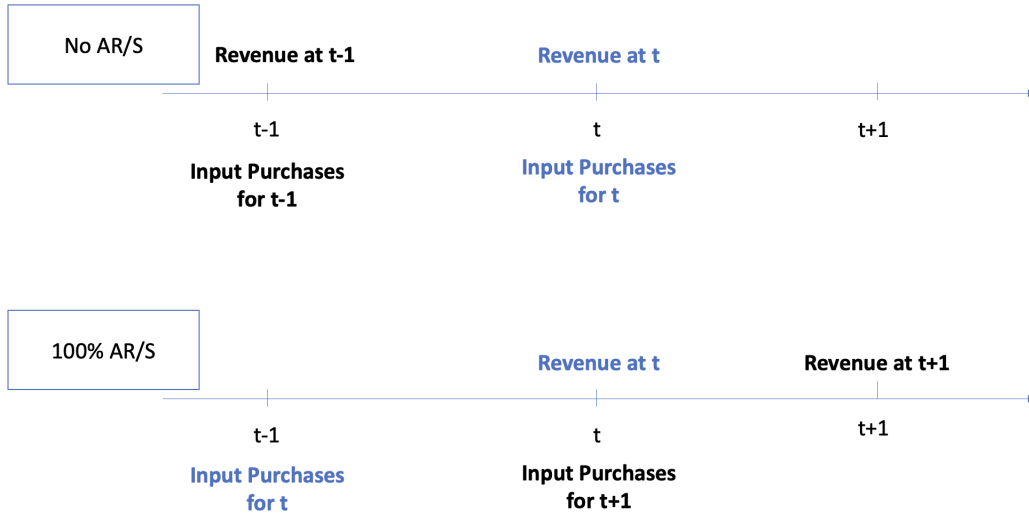 No AR/S
Revenue at t-1
Revenue at t
t-1
t
t+1
Input Purchases
for t-1
Input Purchases
for t
100% AR/S
Revenue at t
Revenue at t+1
t-1
t
t+1
Input Purchases
for t
Input Purchases
for t+1